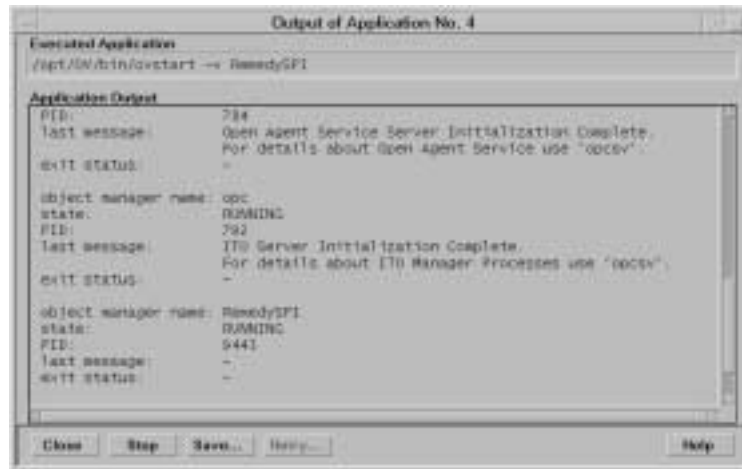 Output of Application No. 4
Executed Application
/opt/OV/bin/ovstart -v RemedySPI
Application Output
PID: 784
last message: Open Agent Service Server Initialization Complete.
For details about Open Agent Service use 'opcsv'.
exit status: -
object manager name: opc
state: RUNNING
PID: 792
last message: ITO Server Initialization Complete.
For details about ITO Manager Processes use 'opcsv'.
exit status: -
object manager name: RemedySPI
state: RUNNING
PID: 9441
last message: -
exit status: -
Close Stop Save... Retry... Help